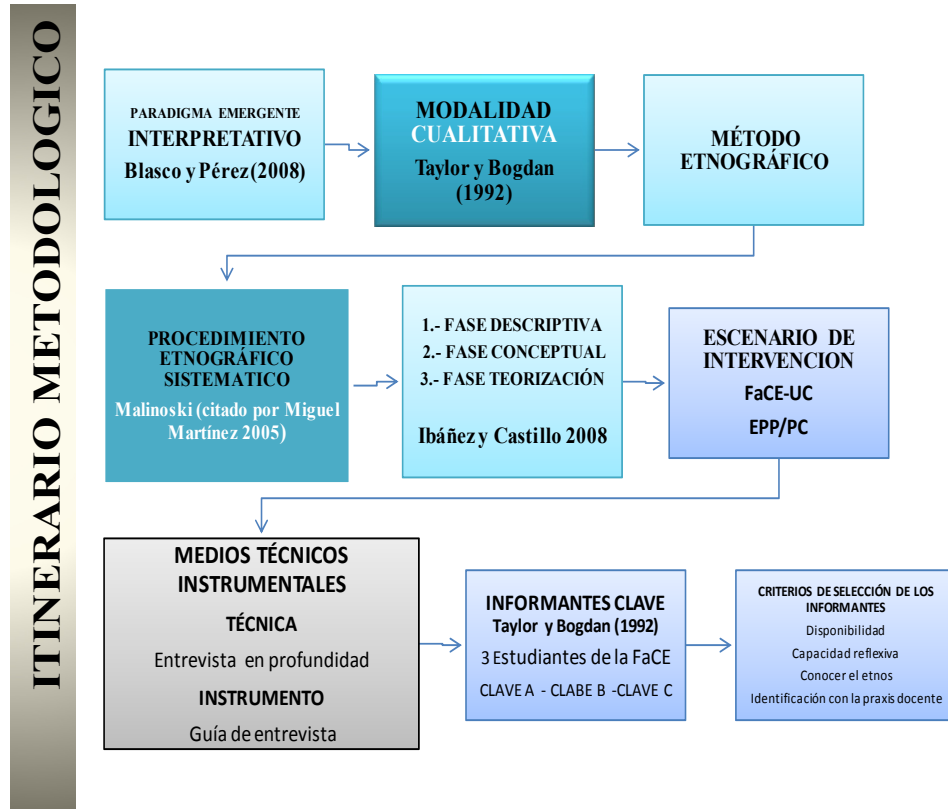 ITINERARIO METODOLOGICO
PARADIGMA EMERGENTE
INTERPRETATIVO
Blasco y Pérez (2008)
MODALIDAD
CUALITATIVA
Taylor y Bogdan
(1992)
MÉTODO
ETNOGRÁFICO
PROCEDIMIENTO
ETNOGRÁFICO
SISTEMATICO
Malinoski (citado por Miguel
Martínez 2005)
1.- FASE DESCRIPTIVA
2.- FASE CONCEPTUAL
3.- FASE TEORIZACIÓN
Ibáñez y Castillo 2008
ESCENARIO DE
INTERVENCION
FaCE-UC
EPP/PC
MEDIOS TÉCNICOS
INSTRUMENTALES
TÉCNICA
Entrevista en profundidad
INSTRUMENTO
Guía de entrevista
INFORMANTES CLAVE
Taylor y Bogdan (1992)
3 Estudiantes de la FaCE
CLAVE A - CLABE B -CLAVE C
CRITERIOS DE SELECCIÓN DE LOS
INFORMANTES
Disponibilidad
Capacidad reflexiva
Conocer el etnos
Identificación con la praxis docente